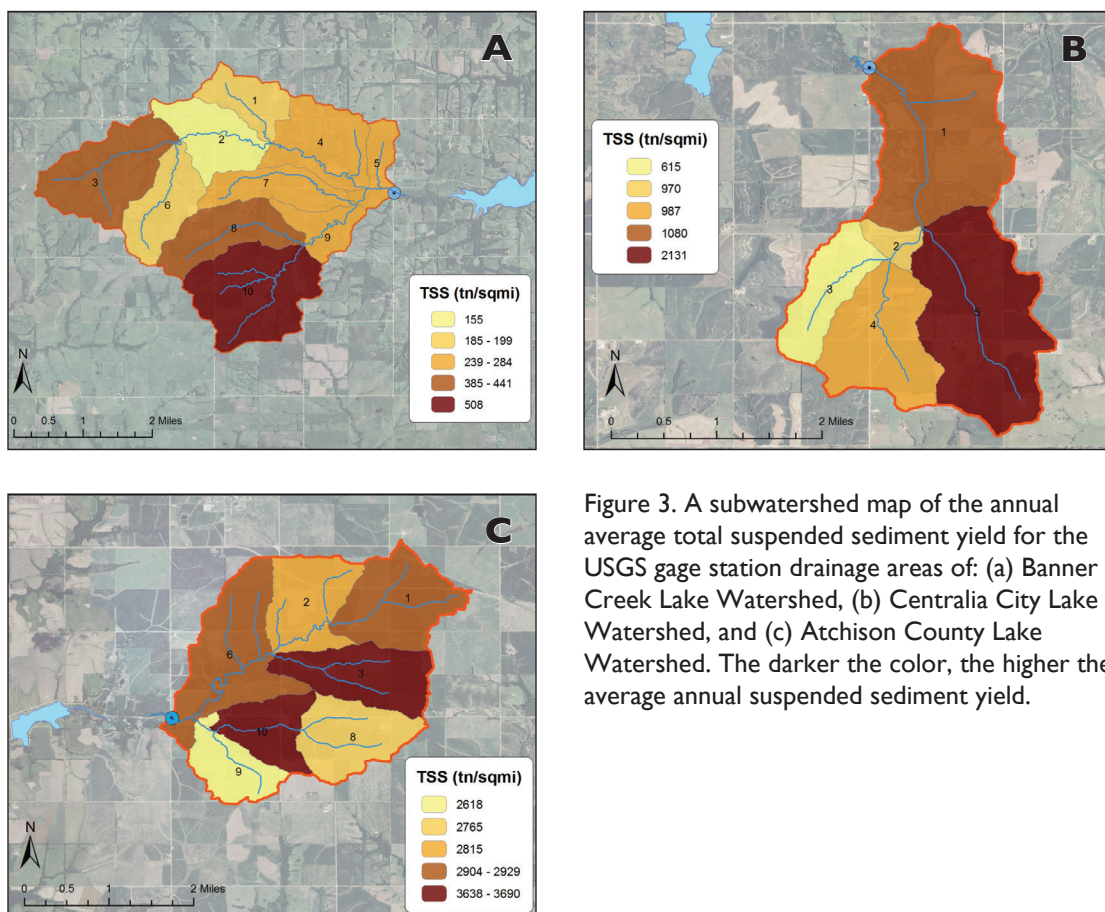 A
1
2
4
5
3
7
6
8
9
10
TSS (tn/sqmi)
155
185 - 199
239 - 284
385 - 441
508
N
0 0.5 1 2 Miles
B
TSS (tn/sqmi)
615
970
987
1080
2131
1
2
3
4
5
N
0 0.5 1 2 Miles
C
1
2
6
3
10
8
9
TSS (tn/sqmi)
2618
2765
2815
2904 - 2929
3638 - 3690
N
0 0.5 1 2 Miles
Figure 3. A subwatershed map of the annual
average total suspended sediment yield for the
USGS gage station drainage areas of: (a) Banner
Creek Lake Watershed, (b) Centralia City Lake
Watershed, and (c) Atchison County Lake
Watershed. The darker the color, the higher the
average annual suspended sediment yield.